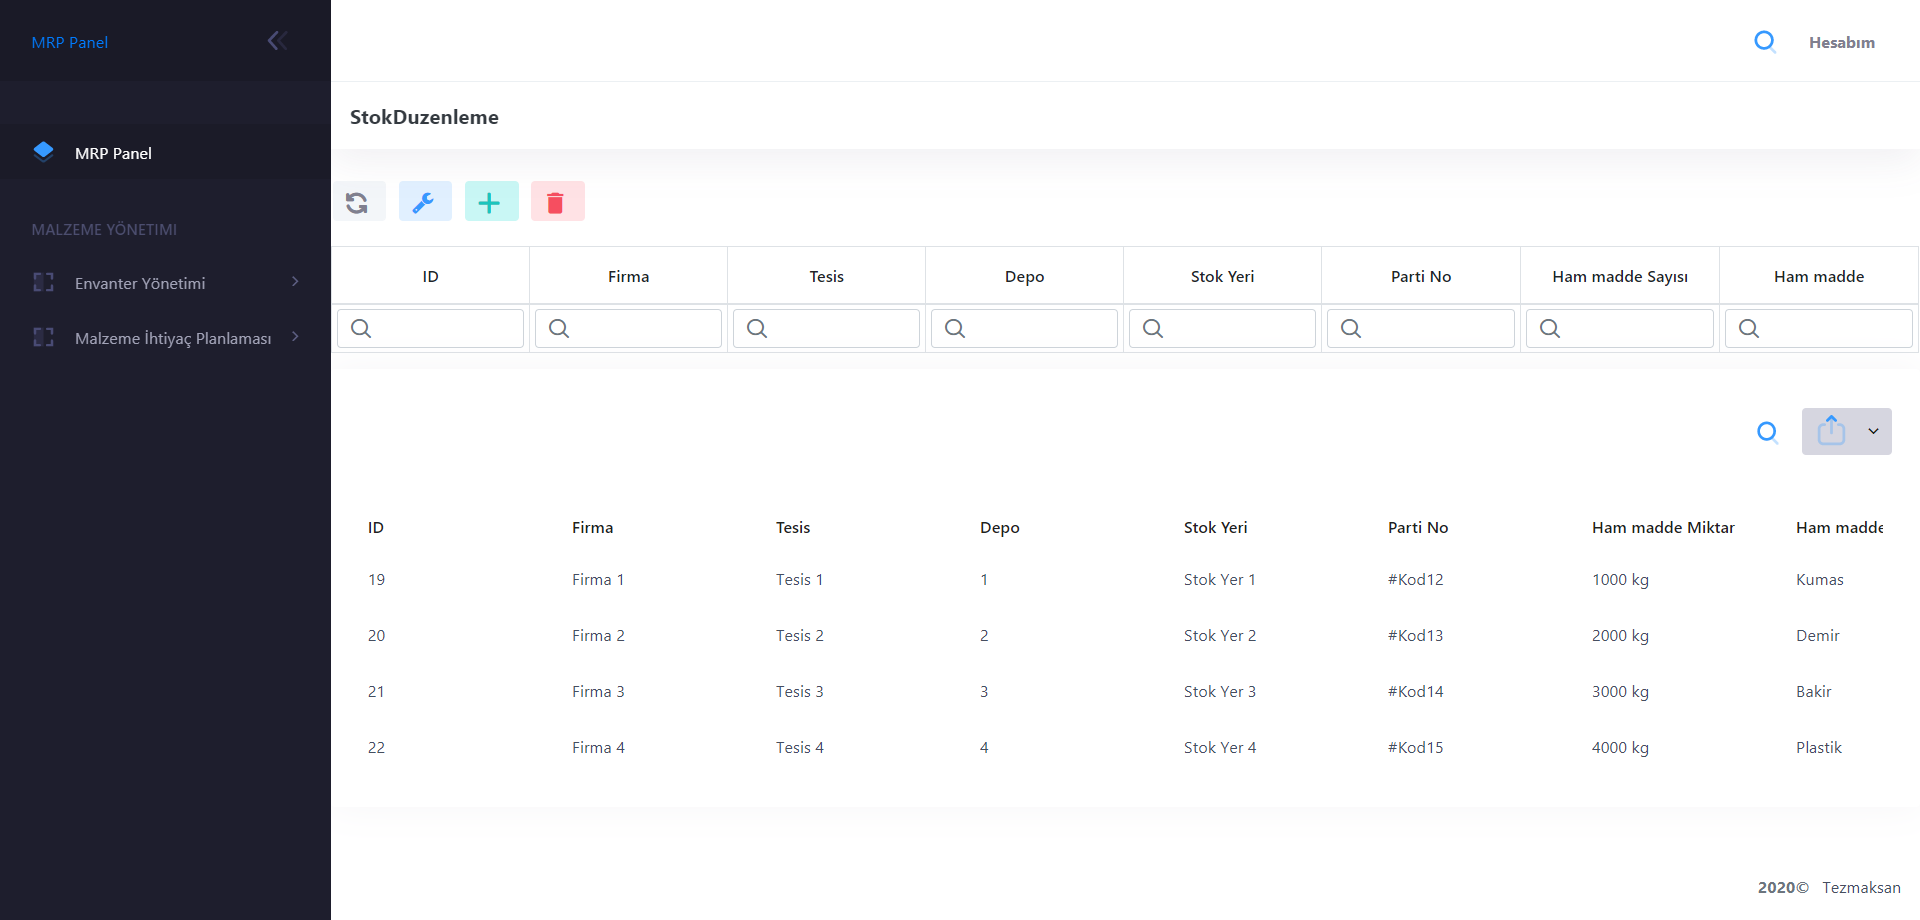 MRP Panel
Hesabım
StokDuzenleme
MRP Panel
MALZEME YÖNETIMI
Envanter Yönetimi
Malzeme İhtiyaç Planlaması
ID Firma Tesis Depo Stok Yeri Parti No Ham madde Sayısı Ham madde
ID Firma Tesis Depo Stok Yeri Parti No Ham madde Miktar Ham madde
19 Firma 1 Tesis 1 1 Stok Yer 1 #Kod12 1000 kg Kumas
20 Firma 2 Tesis 2 2 Stok Yer 2 #Kod13 2000 kg Demir
21 Firma 3 Tesis 3 3 Stok Yer 3 #Kod14 3000 kg Bakir
22 Firma 4 Tesis 4 4 Stok Yer 4 #Kod15 4000 kg Plastik
2020© Tezmaksan